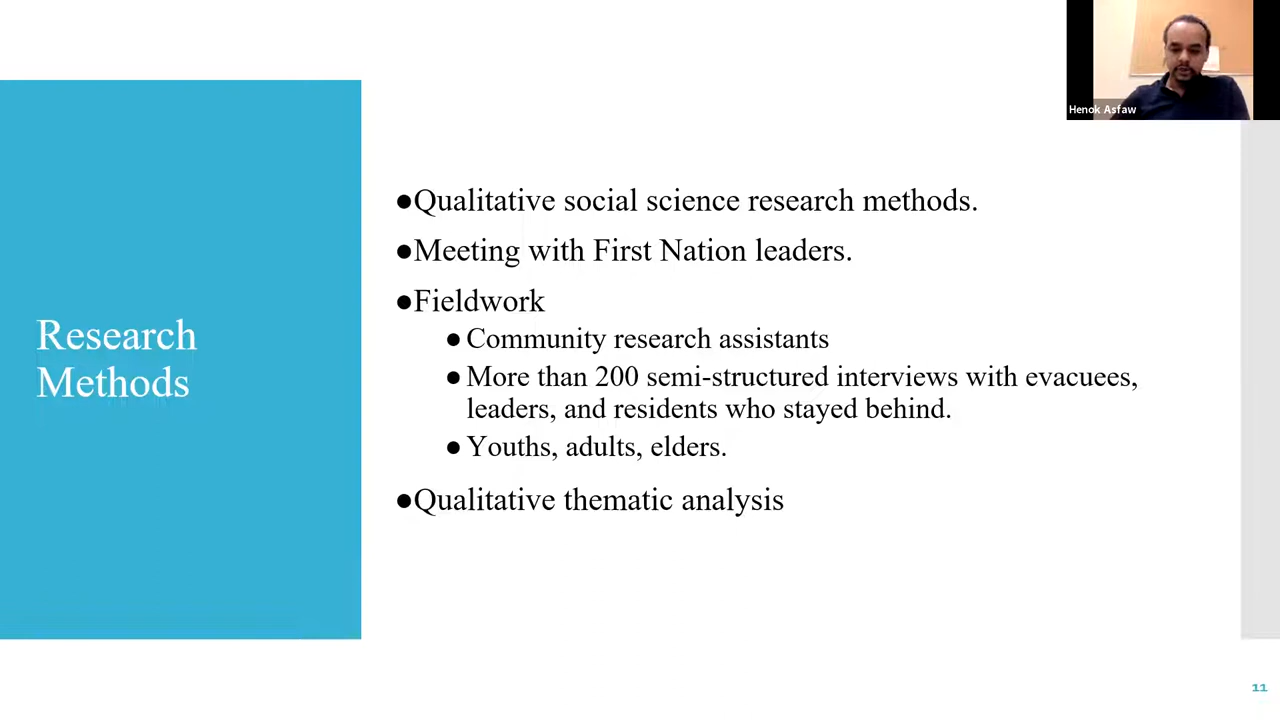 Henok Asfaw
Research
Methods
●Qualitative social science research methods.
●Meeting with First Nation leaders.
●Fieldwork
● Community research assistants
● More than 200 semi-structured interviews with evacuees,
leaders, and residents who stayed behind.
● Youths, adults, elders.
●Qualitative thematic analysis
11